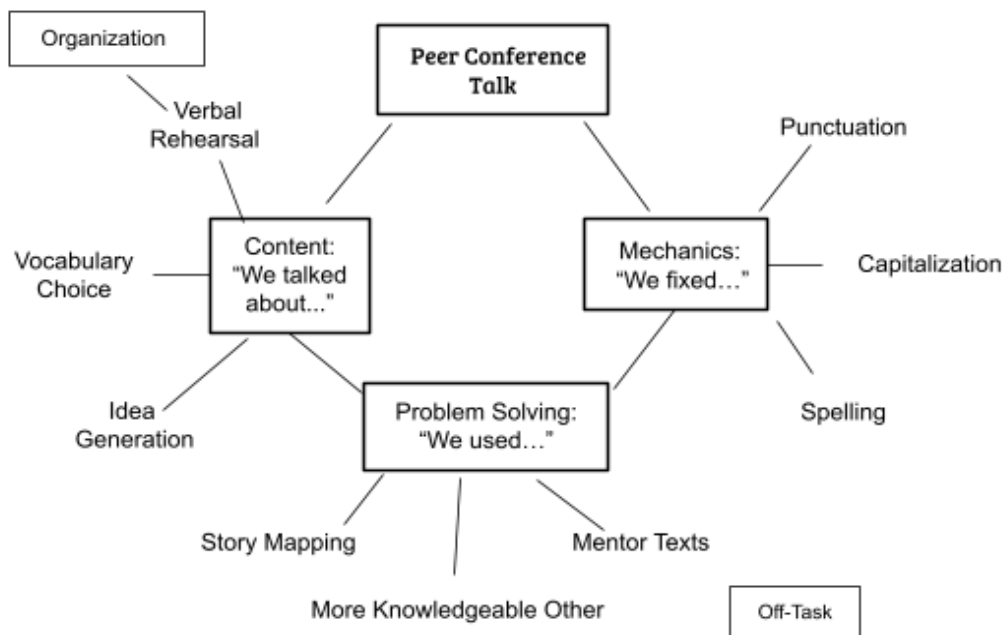 Organization
Peer Conference
Talk
Verbal
Rehearsal
Punctuation
Content:
“We talked
about...”
Vocabulary
Choice
Mechanics:
“We fixed…”
Capitalization
Idea
Generation
Problem Solving:
“We used…”
Spelling
Story Mapping
Mentor Texts
More Knowledgeable Other
Off-Task